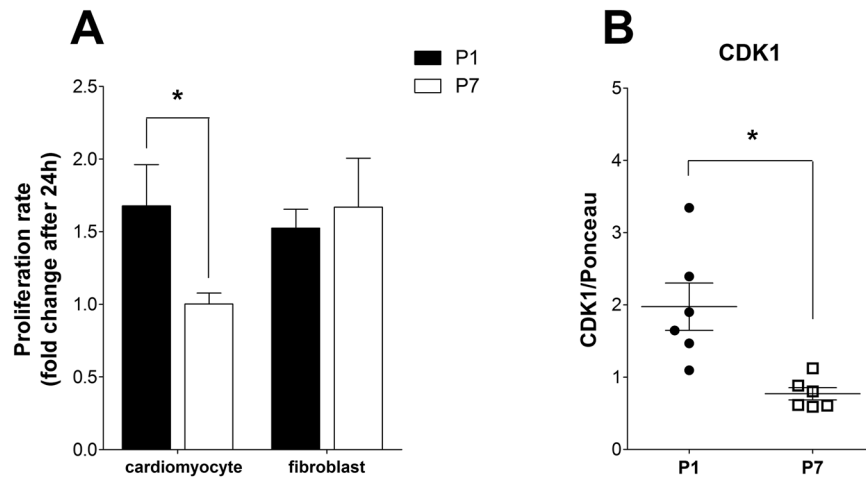 A
P1
P7
Proliferation rate
(fold change after 24h)
2.5
2.0
1.5
1.0
0.5
0.0
*
cardiomyocyte
fibroblast
B
CDK1
CDK1/Ponceau
5
4
3
2
1
0
*
P1
P7